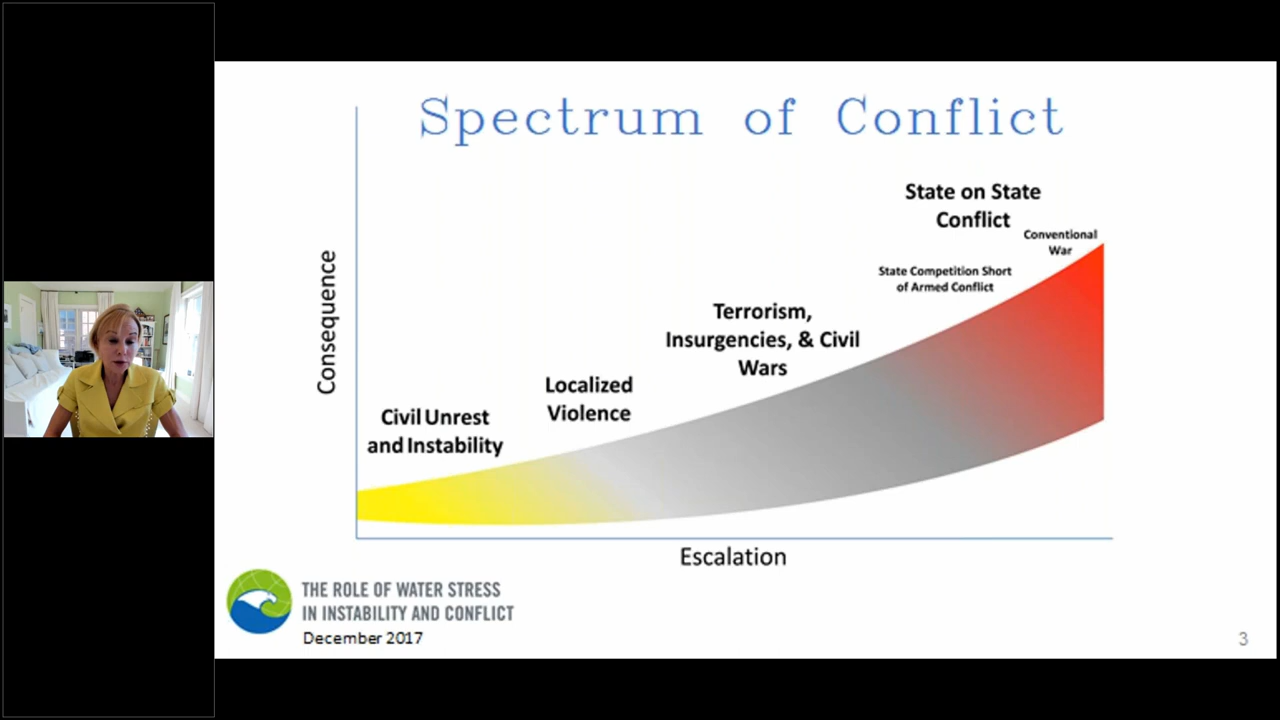 Spectrum of Conflict
State on State
Conflict
Conventional
War
State Competition Short
of Armed Conflict
Terrorism,
Insurgencies, & Civil
Wars
Localized
Violence
Civil Unrest
and Instability
Consequence
Escalation
THE ROLE OF WATER STRESS
IN INSTABILITY AND CONFLICT
December 2017
3